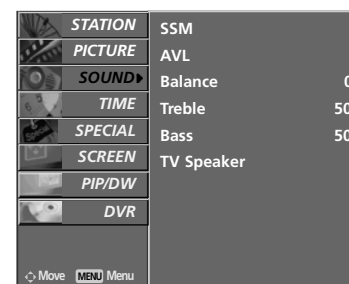 STATION
PICTURE
SOUND
TIME
SPECIAL
SCREEN
PIP/DW
DVR
Move MENU Menu
SSM
AVL
Balance 0
Treble 50
Bass 50
TV Speaker